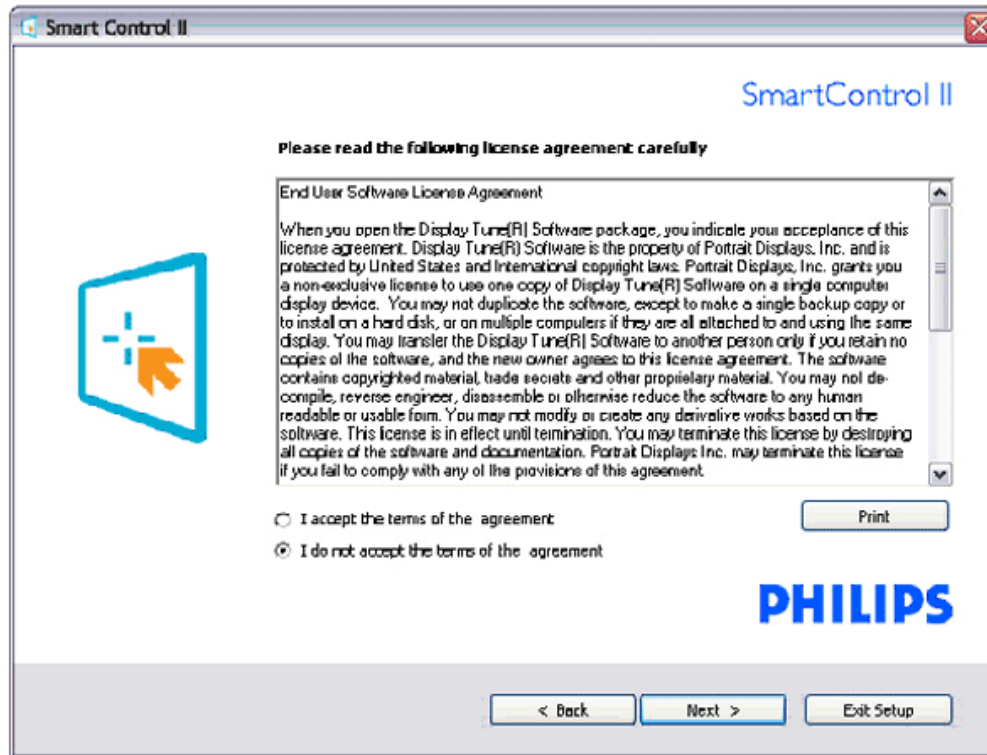 Smart Control II
SmartControl II
Please read the following license agreement carefully
End User Software License Agreement
When you open the Display Tune(R) Software package, you indicate your acceptance of this
license agreement. Display Tune(R) Software is the property of Portrait Displays, Inc. and is
protected by United States and International copyright laws. Portrait Displays, Inc. grants you
a non-exclusive license to use one copy of Display Tune(R) Software on a single computer
display device. You may not duplicate the software, except to make a single backup copy or
to install on a hard disk, or on multiple computers if they are all attached to and using the same
display. You may transfer the Display Tune(R) Software to another person only if you retain no
copies of the software, and the new owner agrees to this license agreement. The software
contains copyrighted material, trade secrets and other proprietary material. You may not de-
compile, reverse engineer, disassemble or otherwise reduce the software to any human
readable or usable form. You may not modify or create any derivative works based on the
software. This license is in effect until termination. You may terminate this license by destroying
all copies of the software and documentation. Portrait Displays Inc. may terminate this license
if you fail to comply with any of the provisions of this agreement.
I accept the terms of the agreement
Print
I do not accept the terms of the agreement
PHILIPS
< Back
Next >
Exit Setup